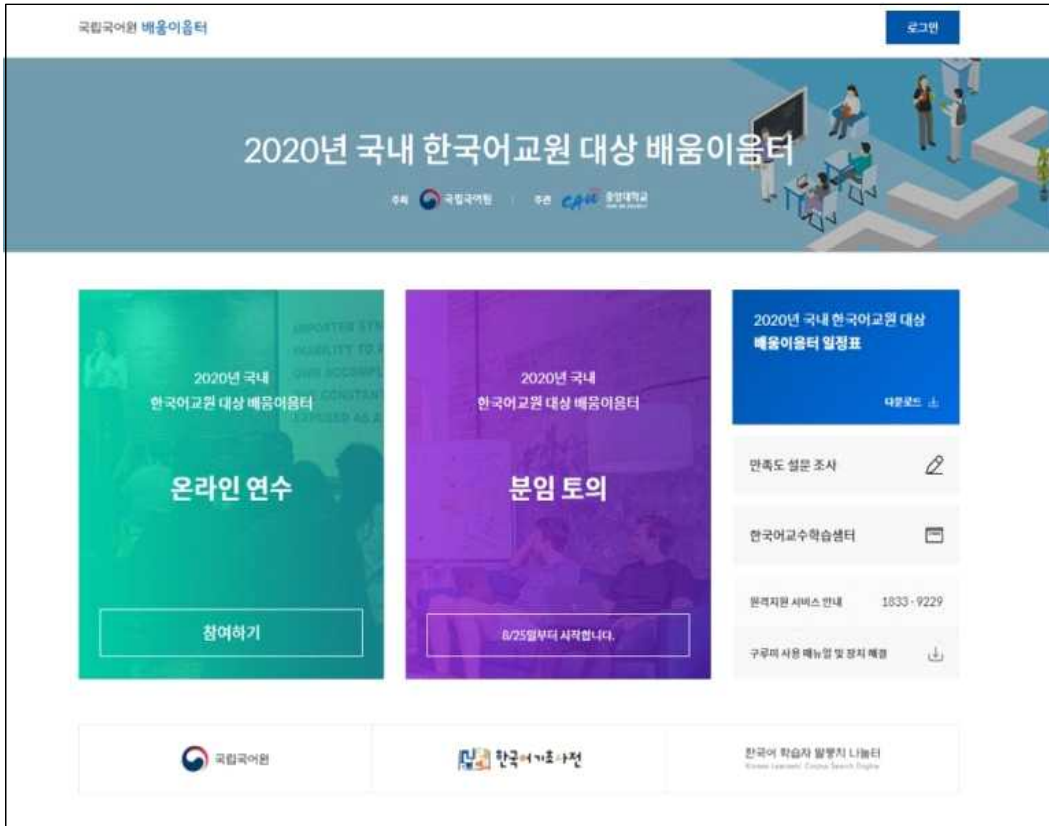 국립국어원 배움이음터
로그인
2020년 국내 한국어교원 대상 배움이음터
주최 국립국어원 주관 CAU 중앙대학교
2020년 국내
한국어교원 대상 배움이음터
온라인 연수
참여하기
2020년 국내
한국어교원 대상 배움이음터
분임 토의
8/25일부터 시작합니다.
2020년 국내 한국어교원 대상
배움이음터 일정표
다운로드
만족도 설문 조사
한국어교수학습샘터
원격지원 서비스 안내 1833-9229
구루미 사용 매뉴얼 및 장치 해결
국립국어원
한국어기초사전
한국어 학습자 말뭉치 나눔터
Korean Learners' Corpus Search Engine